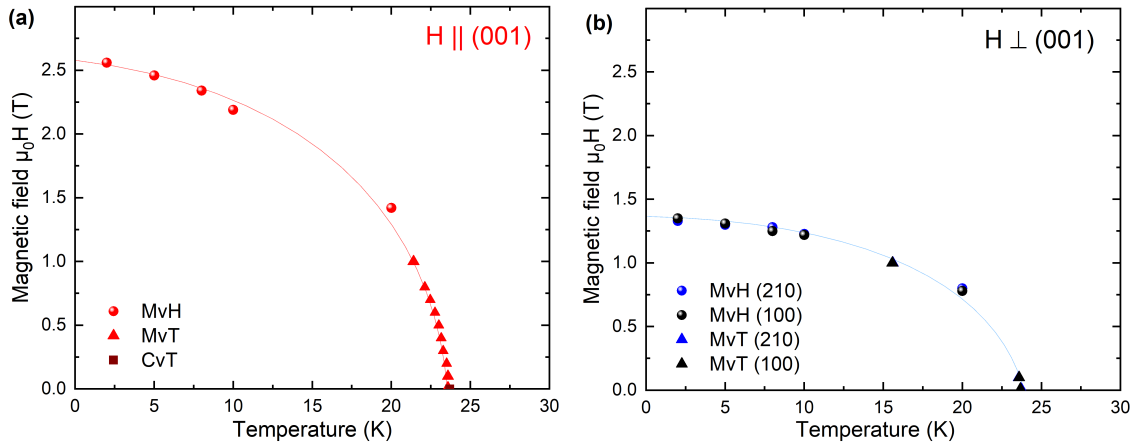 (a)
H || (001)
Magnetic field µ₀H (T)
2.5
2.0
1.5
1.0
0.5
0.0
MvH
MvT
CvT
0 5 10 15 20 25 30
Temperature (K)
(b)
H ⊥ (001)
Magnetic field µ₀H (T)
2.5
2.0
1.5
1.0
0.5
0.0
MvH (210)
MvH (100)
MvT (210)
MvT (100)
0 5 10 15 20 25 30
Temperature (K)